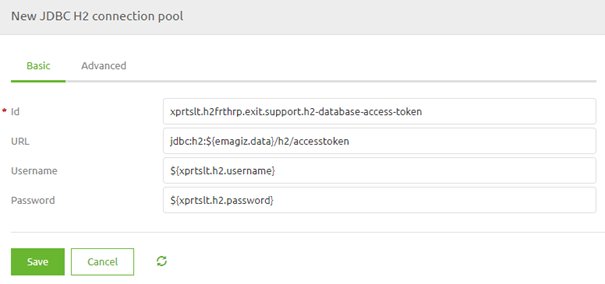 New JDBC H2 connection pool
Basic Advanced
* Id xprtslt.h2frthrp.exit.support.h2-database-access-token
URL jdbc:h2:${emagiz.data}/h2/accesstoken
Username ${xprtslt.h2.username}
Password ${xprtslt.h2.password}
Save Cancel